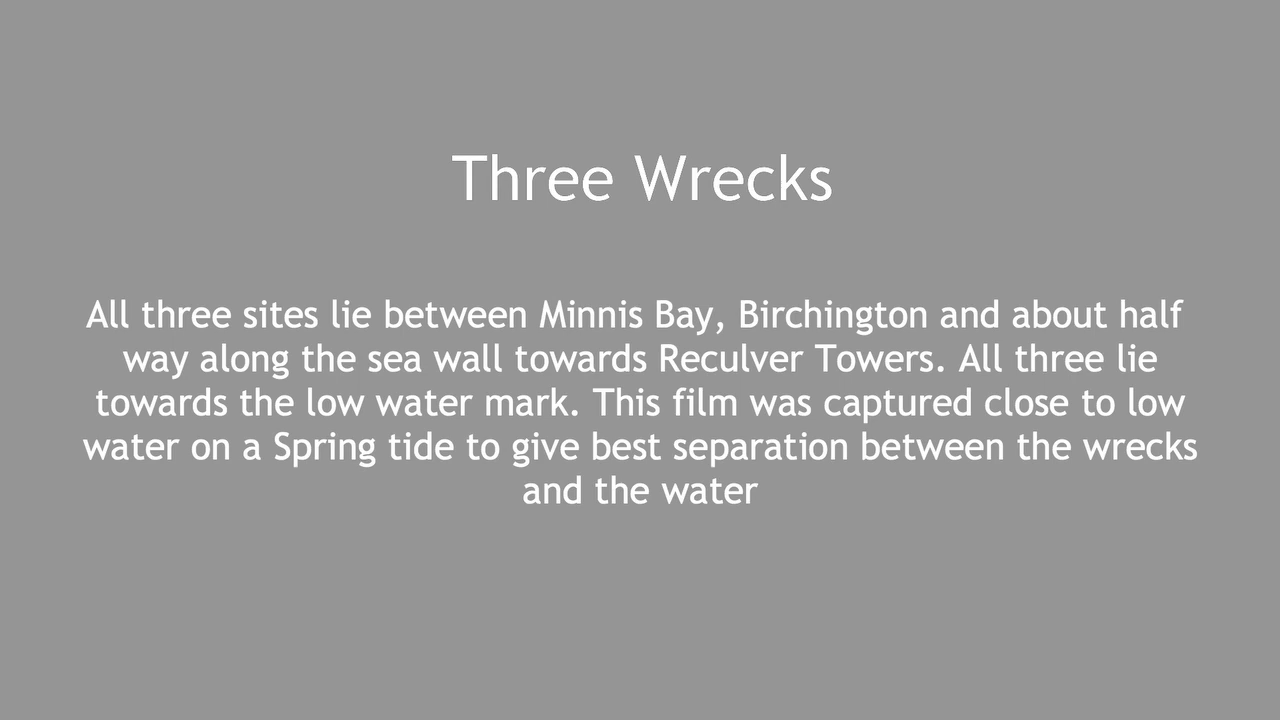 Three Wrecks
All three sites lie between Minnis Bay, Birchington and about half
way along the sea wall towards Reculver Towers. All three lie
towards the low water mark. This film was captured close to low
water on a Spring tide to give best separation between the wrecks
and the water